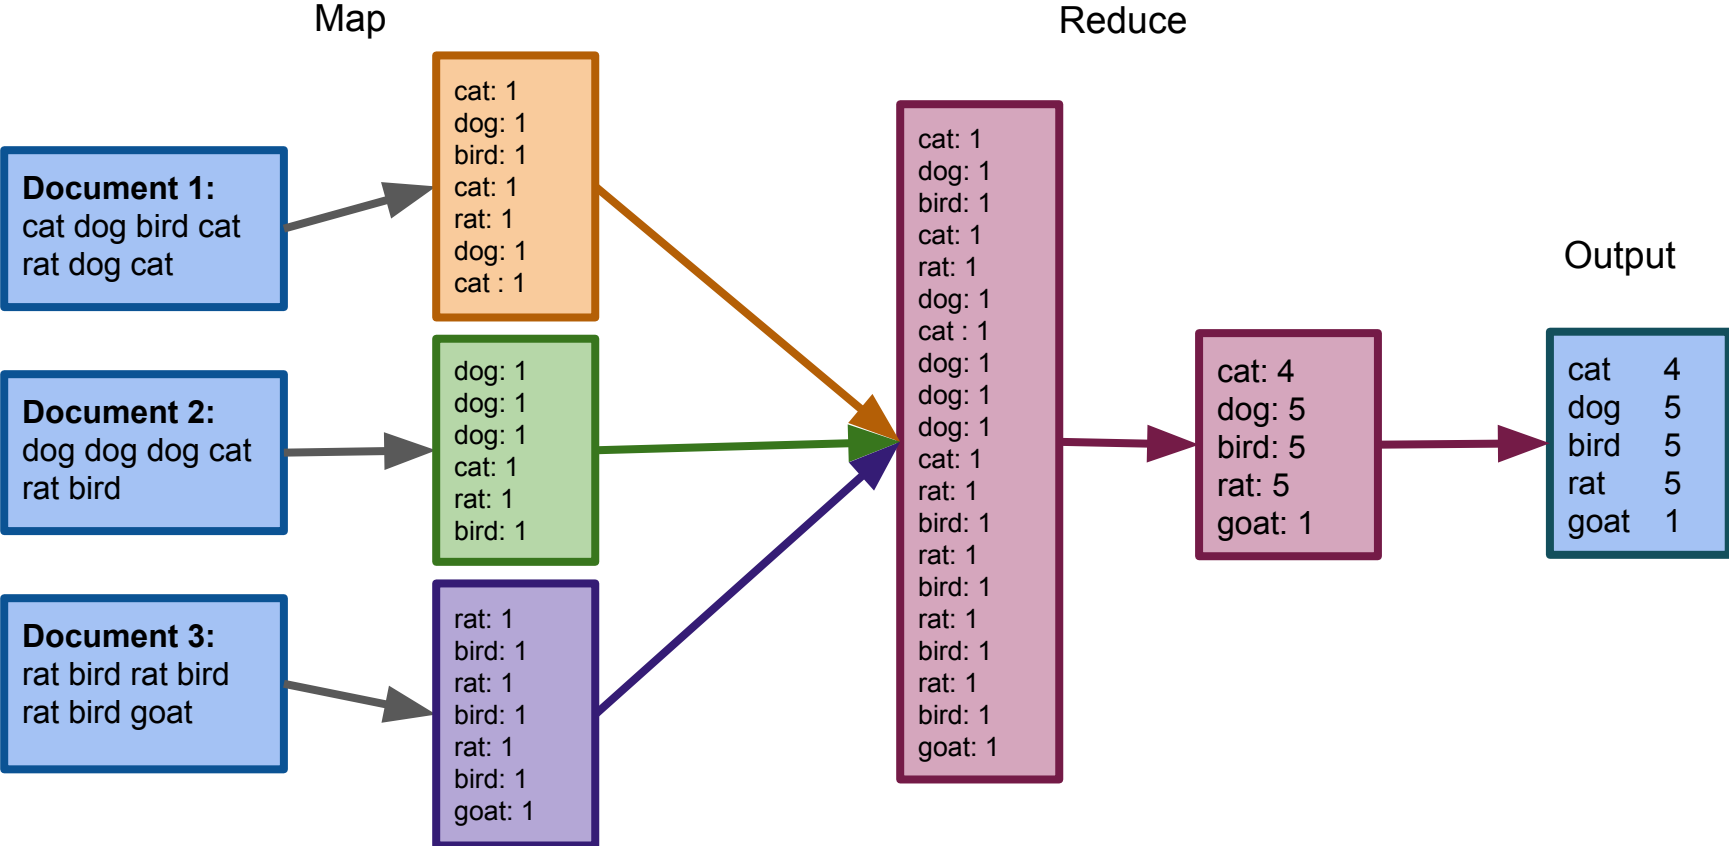 Map
Reduce
Document 1:
cat dog bird cat
rat dog cat
Document 2:
dog dog dog cat
rat bird
Document 3:
rat bird rat bird
rat bird goat
cat: 1
dog: 1
bird: 1
cat: 1
rat: 1
dog: 1
cat : 1
dog: 1
dog: 1
dog: 1
cat: 1
rat: 1
bird: 1
rat: 1
bird: 1
rat: 1
bird: 1
rat: 1
bird: 1
goat: 1
cat: 1
dog: 1
bird: 1
cat: 1
rat: 1
dog: 1
cat : 1
dog: 1
dog: 1
dog: 1
cat: 1
rat: 1
bird: 1
rat: 1
bird: 1
rat: 1
bird: 1
rat: 1
bird: 1
goat: 1
cat: 4
dog: 5
bird: 5
rat: 5
goat: 1
Output
cat 4
dog 5
bird 5
rat 5
goat 1